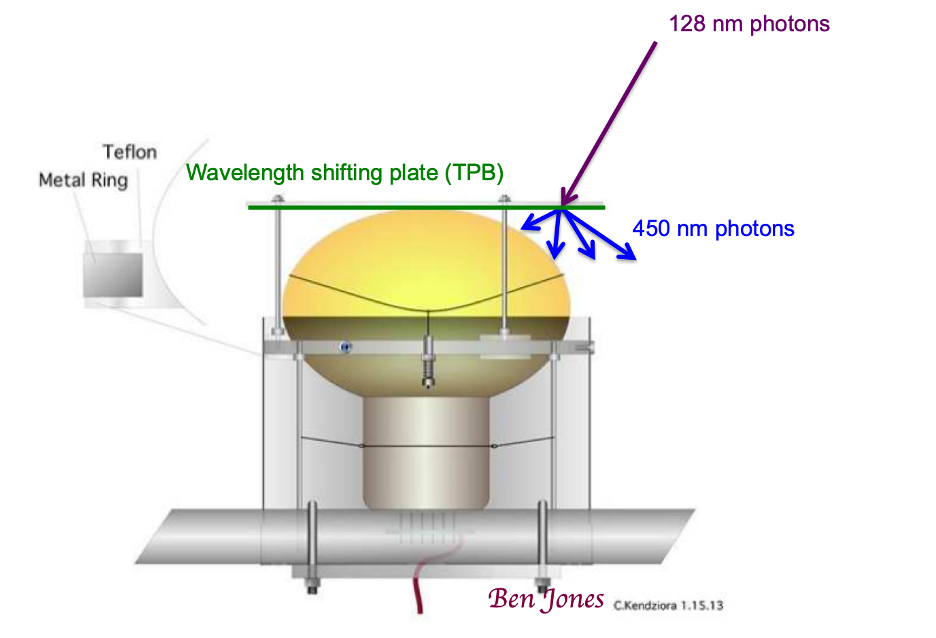 128 nm photons
Teflon
Metal Ring
Wavelength shifting plate (TPB)
450 nm photons
Ben Jones
C.Kendziora 1.15.13